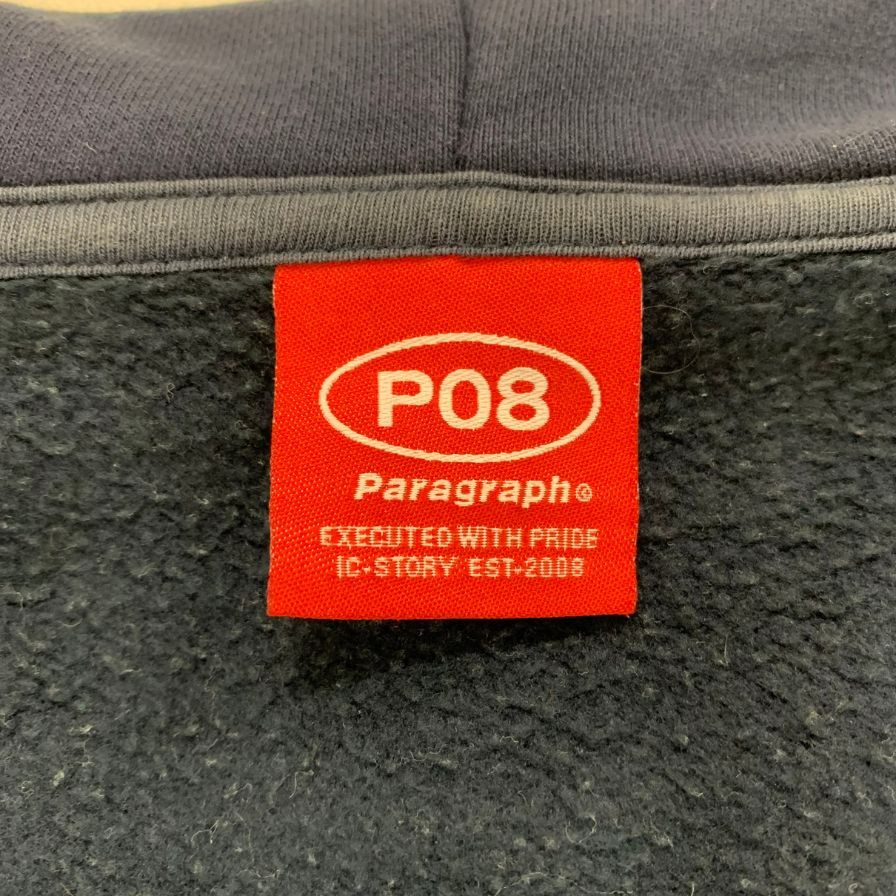 P08
Paragraph©
EXECUTED WITH PRIDE
IC-STORY EST-2008